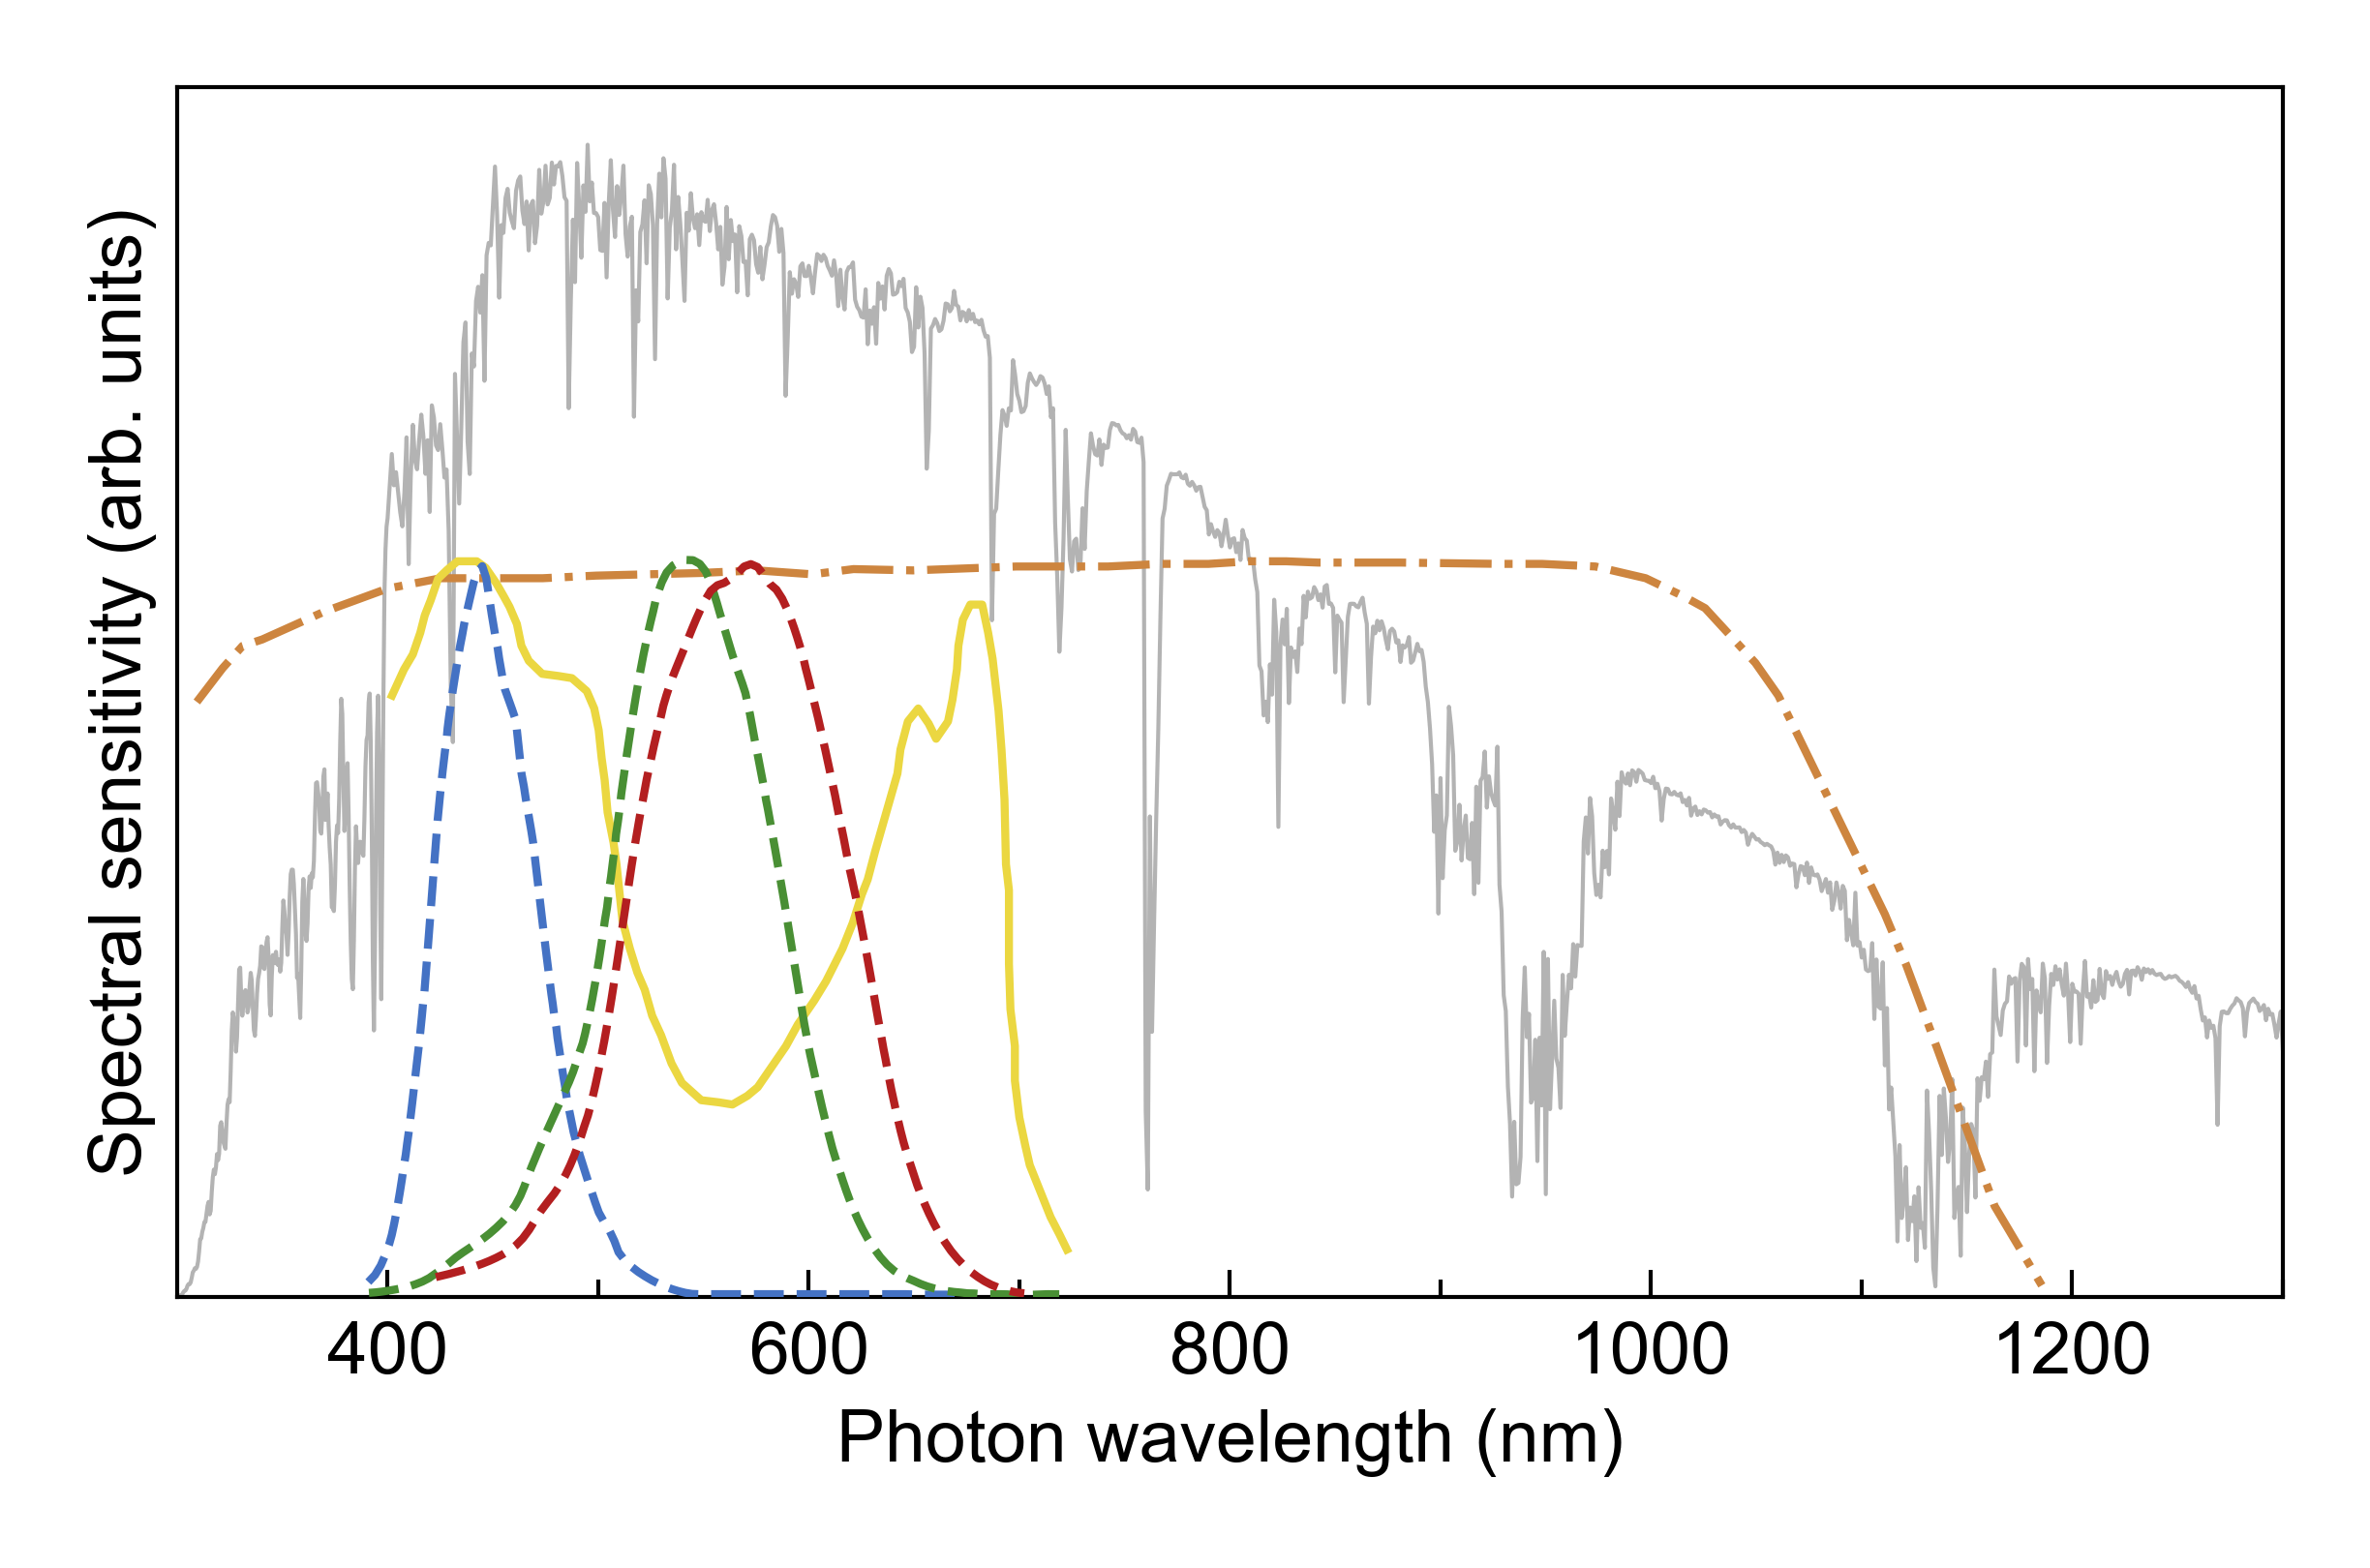 Spectral sensitivity (arb. units)
400 600 800 1000 1200
Photon wavelength (nm)